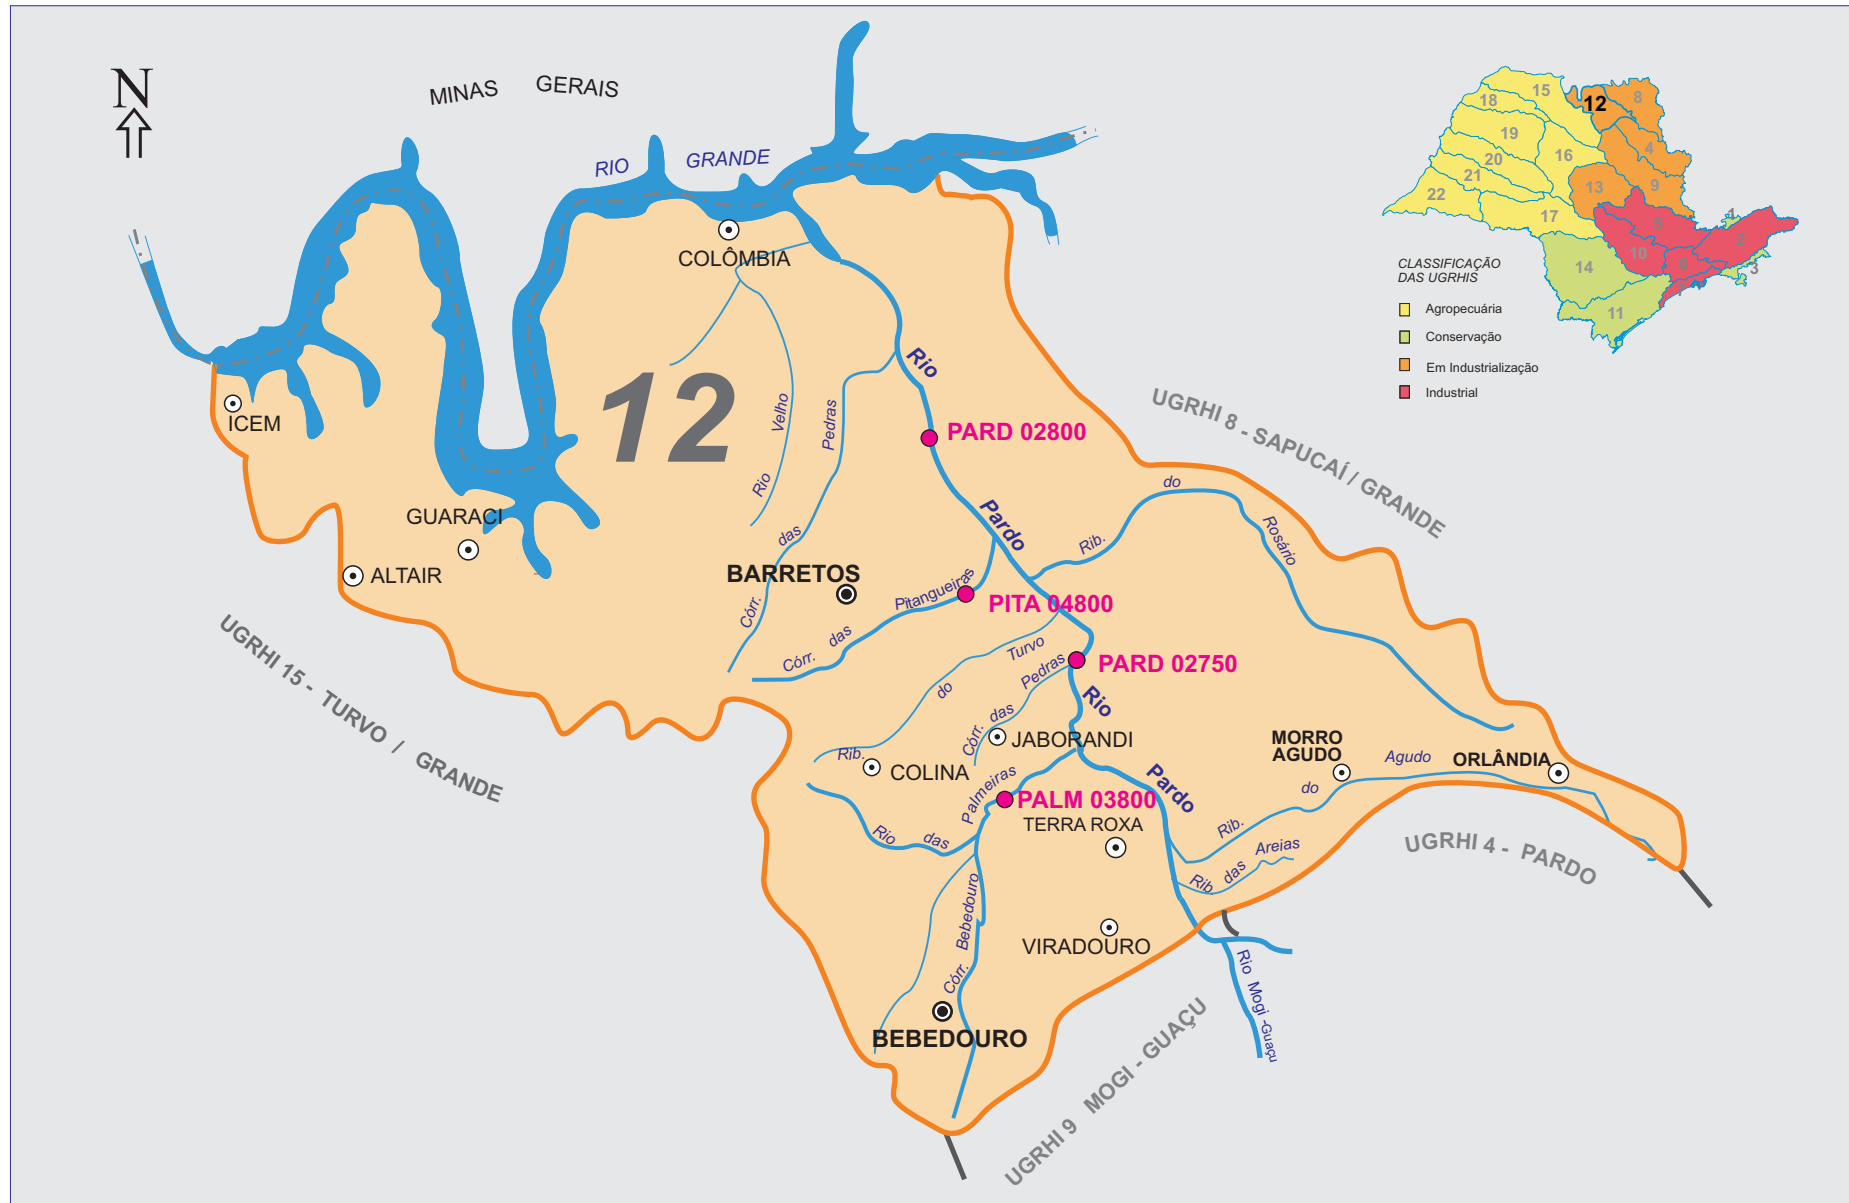 N
MINAS GERAIS
RIO GRANDE
COLÔMBIA
ICEM
GUARACI
ALTAIR
12
Rio Velho
Córr. das Pedras
Rio Pardo
PARD 02800
BARRETOS
Córr. das Pitangueiras
PITA 04800
Rib. do Rosário
Rib. do Turvo
PARD 02750
Córr. das Pedras
JABORANDI
COLINA
Rio Pardo
Rio das Palmeiras
PALM 03800
TERRA ROXA
MORRO
AGUDO
ORLÂNDIA
Rib. do Agudo
Rib. das Areias
VIRADOURO
Córr. Bebedouro
BEBEDOURO
Rio Mogi -Guaçu
UGRHI 8 - SAPUCAÍ / GRANDE
UGRHI 15 - TURVO / GRANDE
UGRHI 4 - PARDO
UGRHI 9 MOGI - GUAÇU
15
18
12
8
19
4
20
16
21
13
9
22
17
5
1
2
10
6
3
14
7
11
CLASSIFICAÇÃO
DAS UGRHIS
Agropecuária
Conservação
Em Industrialização
Industrial